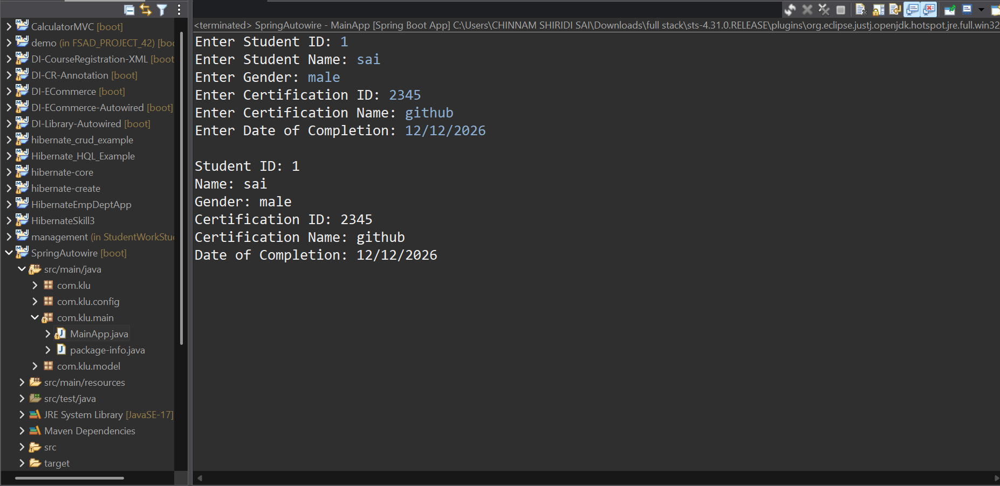 CalculatorMVC [boot]
demo (in FSAD_PROJECT_42) [boo
DI-CourseRegistration-XML [boot
DI-CR-Annotation [boot]
DI-ECommerce [boot]
DI-ECommerce-Autowired [boot]
DI-Library-Autowired [boot]
hibernate_crud_example
Hibernate_HQL_Example
hibernate-core
hibernate-create
HibernateEmpDeptApp
HibernateSkill3
management (in StudentWorkStu
SpringAutowire [boot]
src/main/java
com.klu
com.klu.config
com.klu.main
MainApp.java
package-info.java
com.klu.model
src/main/resources
src/test/java
JRE System Library [JavaSE-17]
Maven Dependencies
src
target
<terminated> SpringAutowire - MainApp [Spring Boot App] C:\Users\CHINNAM SHIRIDI SAI\Downloads\full stack\sts-4.31.0.RELEASE\plugins\org.eclipse.justj.openjdk.hotspot.jre.full.win32
Enter Student ID: 1
Enter Student Name: sai
Enter Gender: male
Enter Certification ID: 2345
Enter Certification Name: github
Enter Date of Completion: 12/12/2026
Student ID: 1
Name: sai
Gender: male
Certification ID: 2345
Certification Name: github
Date of Completion: 12/12/2026